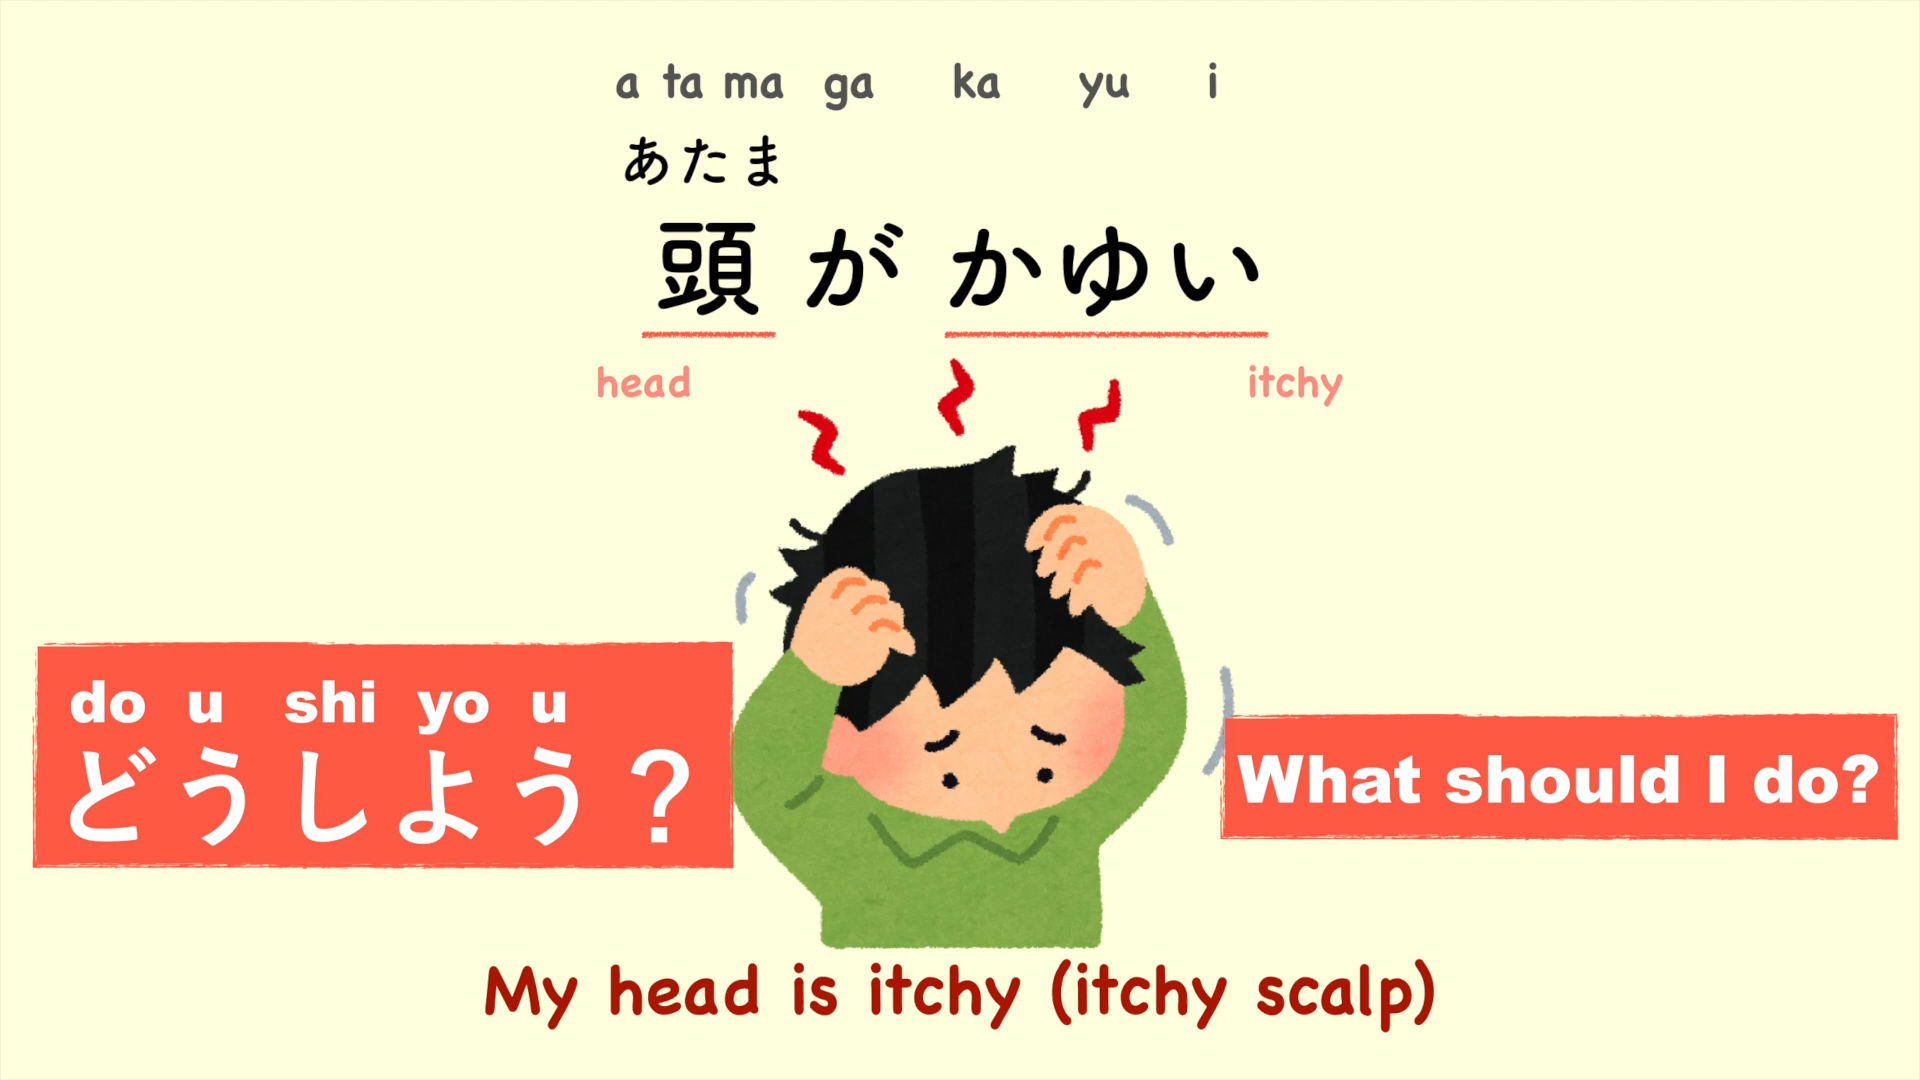 a ta ma ga ka yu i
あたま
頭 が かゆい
head itchy
do u shi yo u
どうしよう？
What should I do?
My head is itchy (itchy scalp)